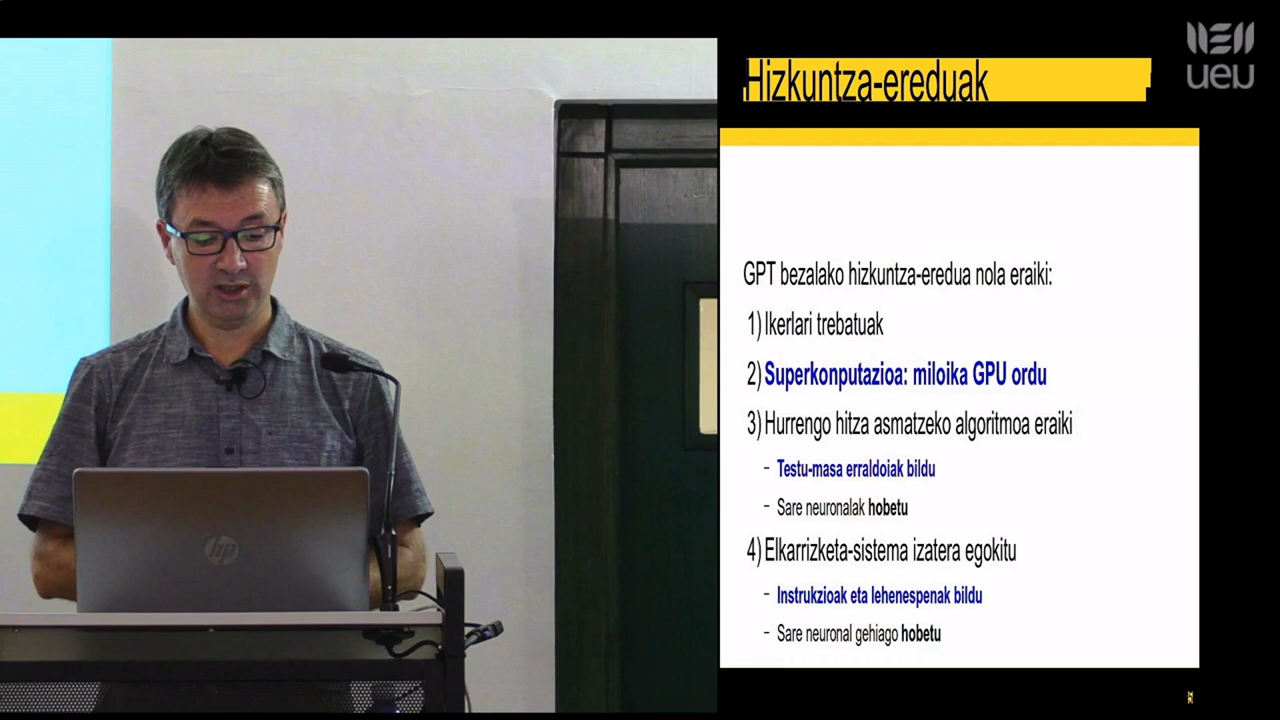 Hizkuntza-ereduak
ueu
GPT bezalako hizkuntza-eredua nola eraiki:
1) Ikerlari trebatuak
2) Superkonputazioa: miloika GPU ordu
3) Hurrengo hitza asmatzeko algoritmoa eraiki
– Testu-masa erraldoiak bildu
– Sare neuronalak hobetu
4) Elkarrizketa-sistema izatera egokitu
– Instrukzioak eta lehenespenak bildu
– Sare neuronal gehiago hobetu
hp